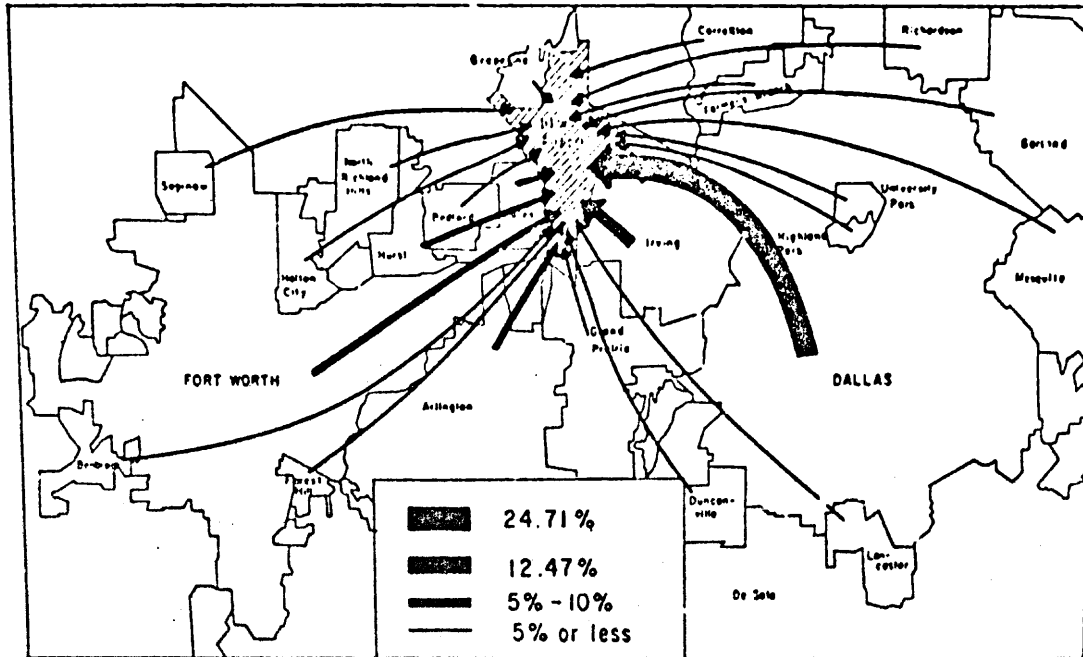 Carrollton
Richardson
Garland
Saginaw
North
Richland
Hills
University
Park
Bedford
Highland
Park
Irving
Hurst
Haltom
City
Mesquite
Grand
Prairie
FORT WORTH
DALLAS
Arlington
Forest
Hill
Duncan-
ville
Lan-
caster
De Soto
24.71%
12.47%
5%-10%
5% or less